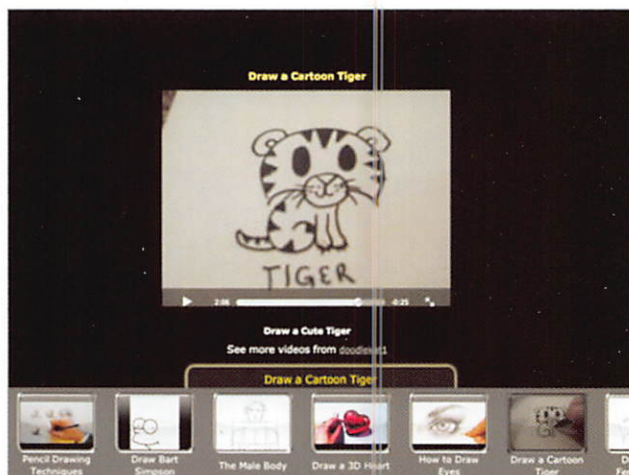 Draw a Cartoon Tiger
TIGER
2:06
-0:25
Draw a Cute Tiger
See more videos from doodlekat1
Draw a Cartoon Tiger
Pencil Drawing
Techniques
Draw Bart
Simpson
The Male Body
Draw a 3D Heart
How to Draw
Eyes
Draw a Cartoon
Tiger